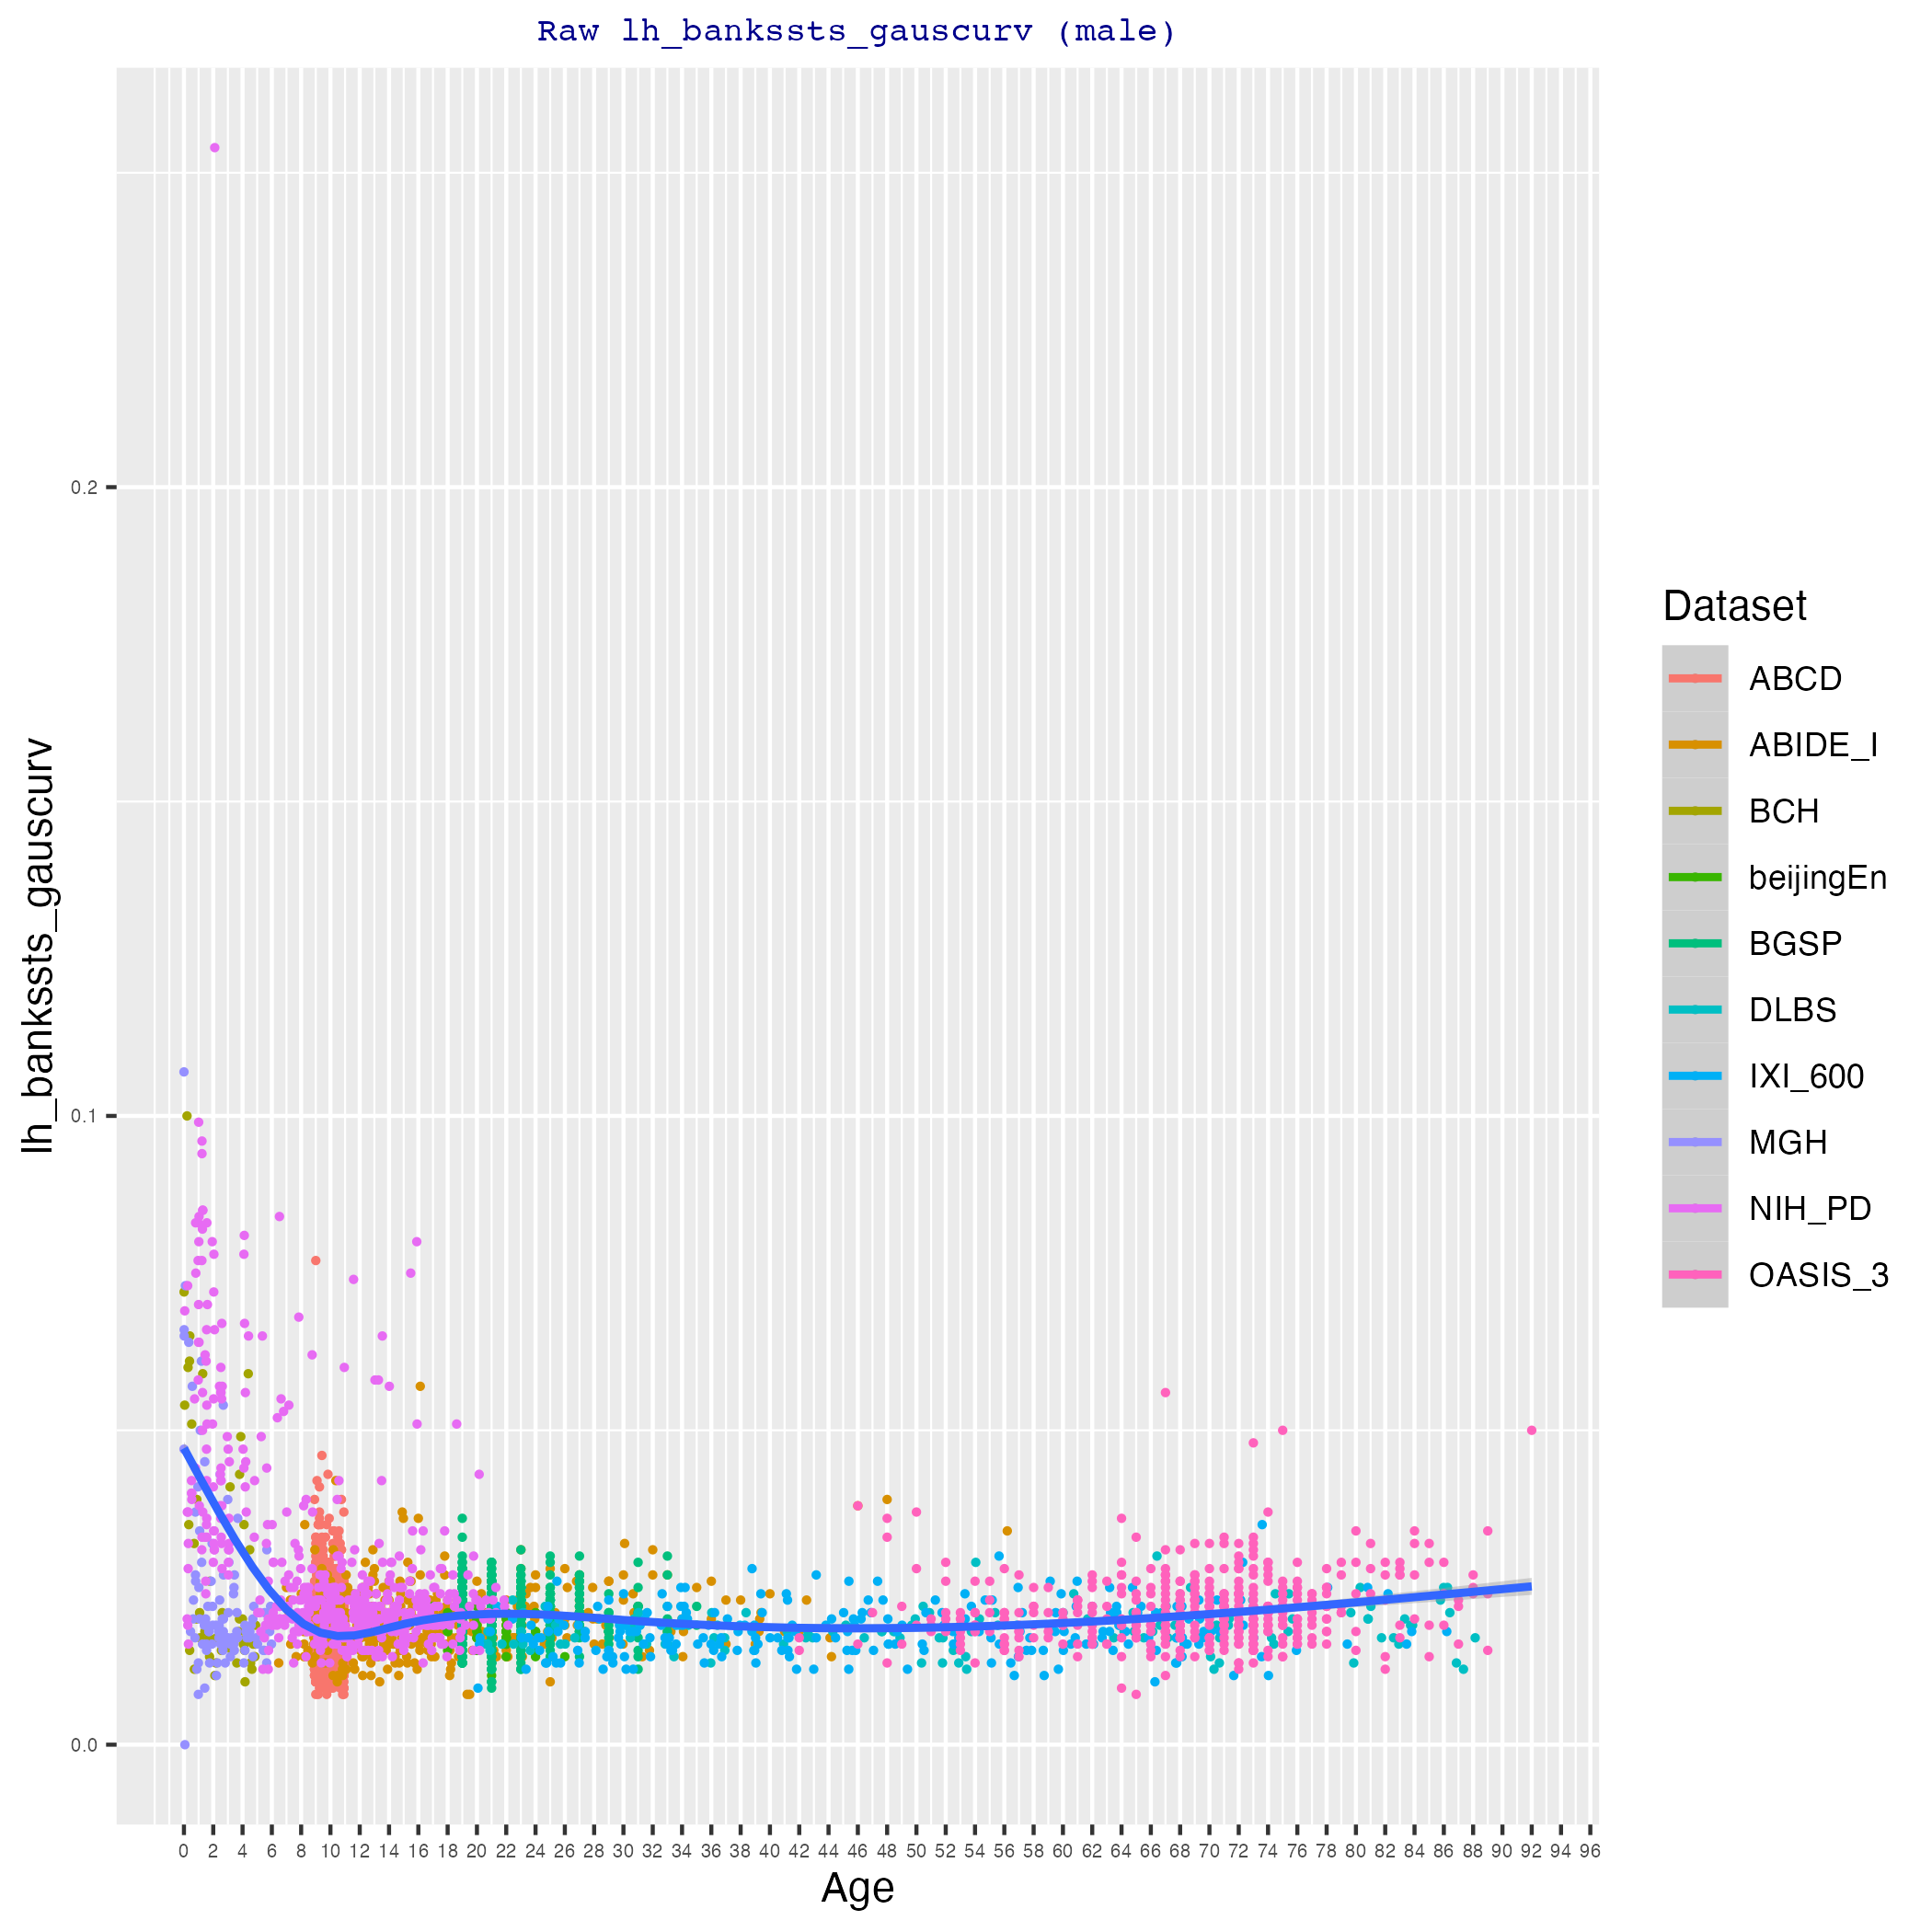 Raw lh_bankssts_gauscurv (male)
lh_bankssts_gauscurv
0.2
0.1
0.0
0 2 4 6 8 10 12 14 16 18 20 22 24 26 28 30 32 34 36 38 40 42 44 46 48 50 52 54 56 58 60 62 64 66 68 70 72 74 76 78 80 82 84 86 88 90 92 94 96
Age
Dataset
ABCD
ABIDE_I
BCH
beijingEn
BGSP
DLBS
IXI_600
MGH
NIH_PD
OASIS_3